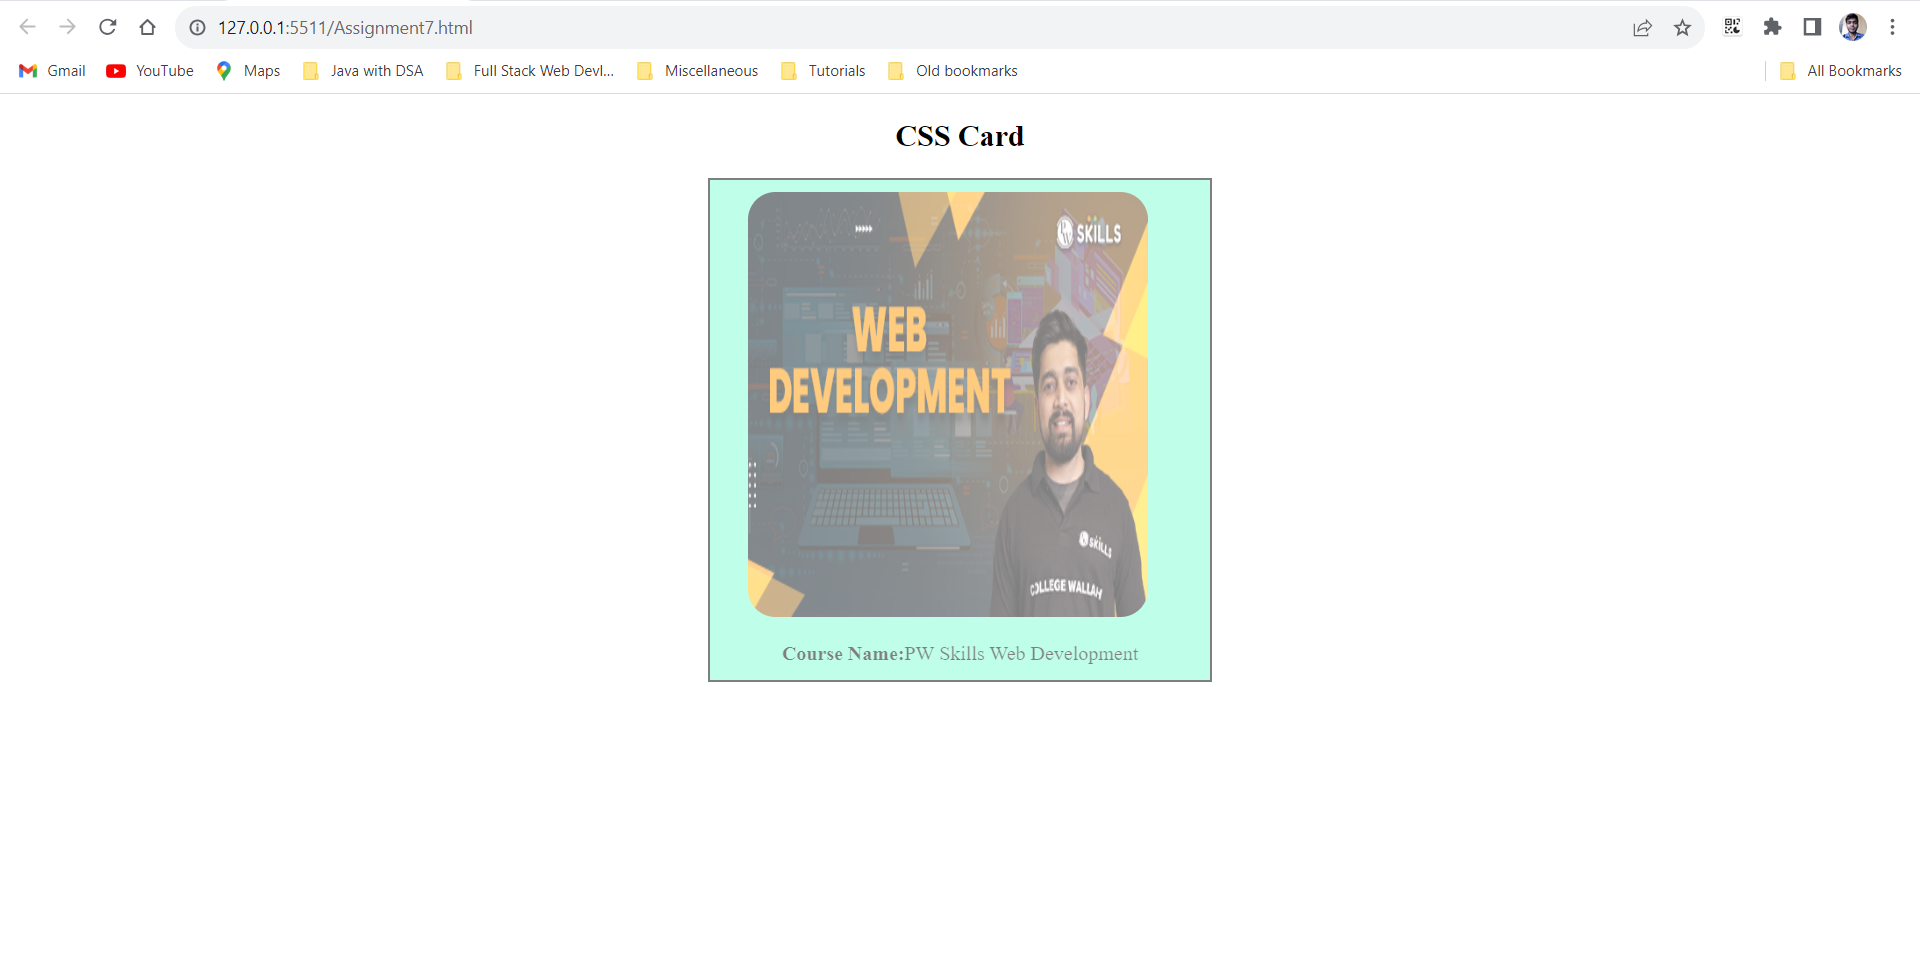 127.0.0.1:5511/Assignment7.html
Gmail YouTube Maps Java with DSA Full Stack Web Devl... Miscellaneous Tutorials Old bookmarks All Bookmarks
CSS Card
SKILLS
WEB
DEVELOPMENT
SKILLS
COLLEGE WALLAH
Course Name:PW Skills Web Development